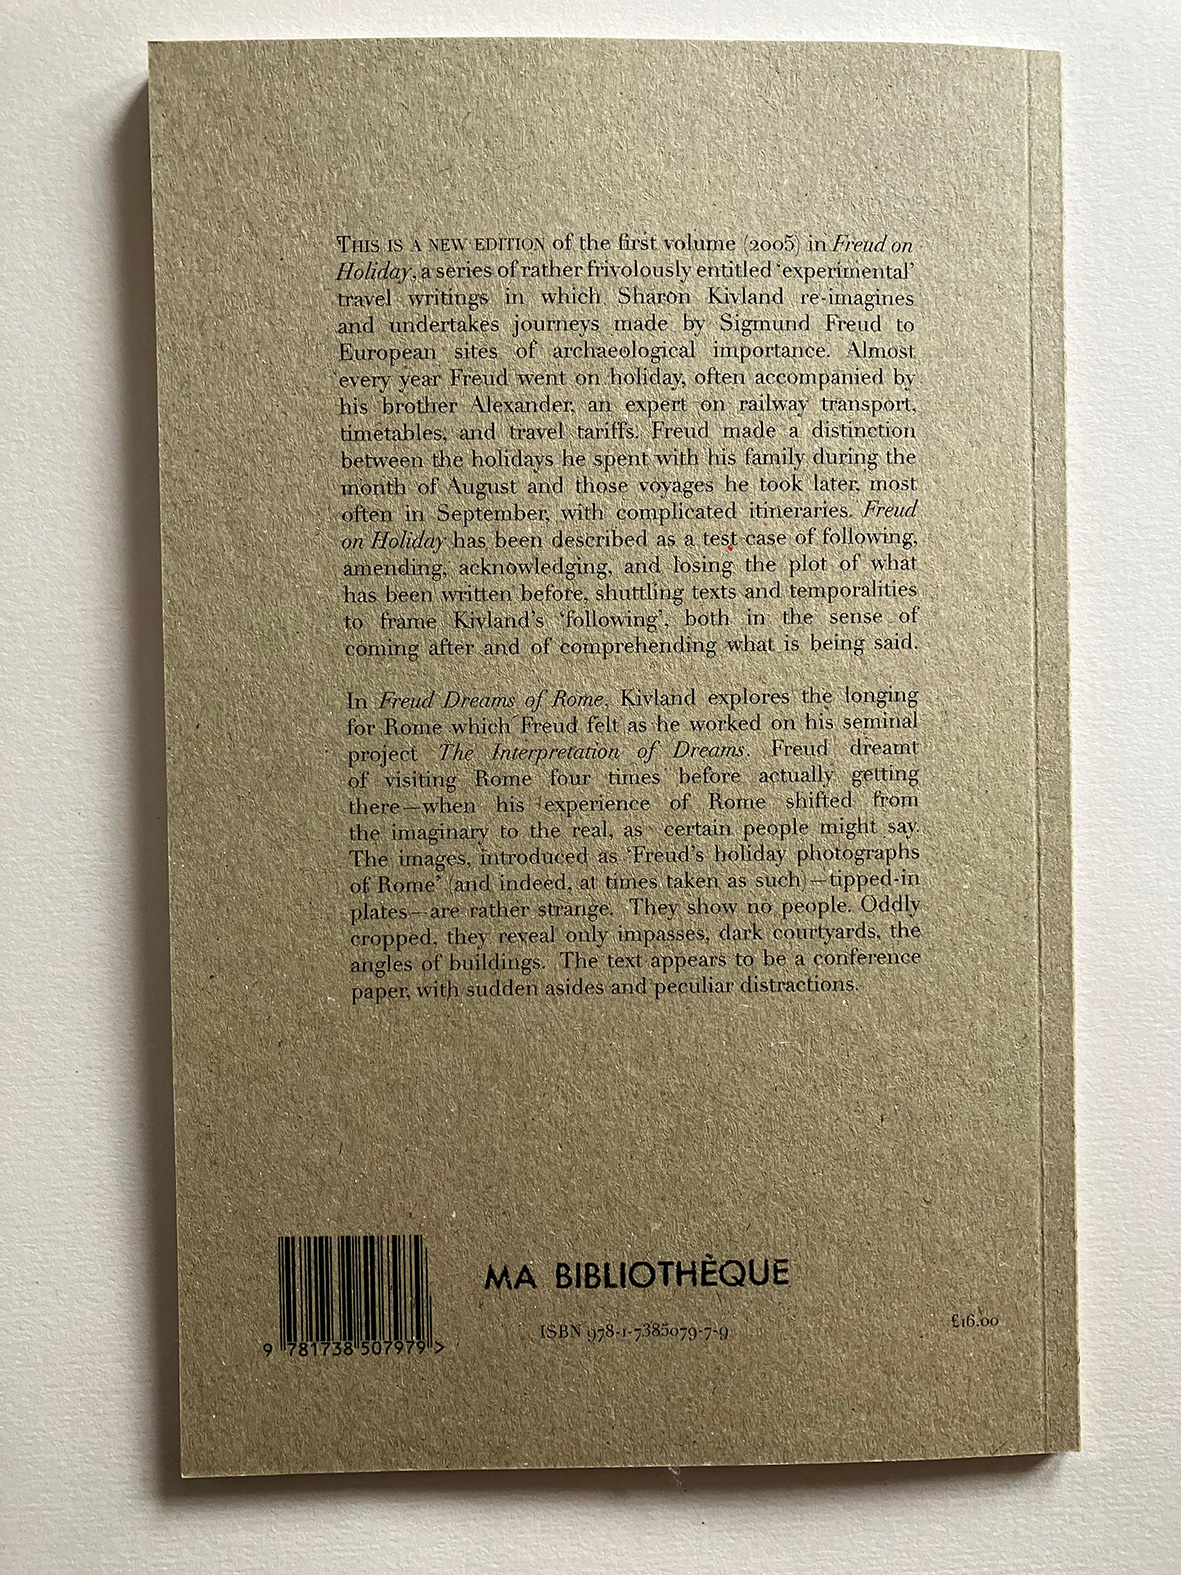 THIS IS A NEW EDITION of the first volume (2005) in Freud on
Holiday, a series of rather frivolously entitled ‘experimental’
travel writings in which Sharon Kivland re-imagines
and undertakes journeys made by Sigmund Freud to
European sites of archaeological importance. Almost
every year Freud went on holiday, often accompanied by
his brother Alexander, an expert on railway transport,
timetables, and travel tariffs. Freud made a distinction
between the holidays he spent with his family during the
month of August and those voyages he took later, most
often in September, with complicated itineraries. Freud
on Holiday has been described as a test case of following,
amending, acknowledging, and losing the plot of what
has been written before, shuttling texts and temporalities
to frame Kivland’s ‘following’, both in the sense of
coming after and of comprehending what is being said.

In Freud Dreams of Rome, Kivland explores the longing
for Rome which Freud felt as he worked on his seminal
project The Interpretation of Dreams. Freud dreamt
of visiting Rome four times before actually getting
there—when his experience of Rome shifted from
the imaginary to the real, as certain people might say.
The images, introduced as ‘Freud’s holiday photographs
of Rome’ (and indeed, at times taken as such)—tipped-in
plates—are rather strange. They show no people. Oddly
cropped, they reveal only impasses, dark courtyards, the
angles of buildings. The text appears to be a conference
paper, with sudden asides and peculiar distractions.

MA BIBLIOTHÈQUE
ISBN 978-1-7385079-7-9
£16.00
9 781738 507979 >